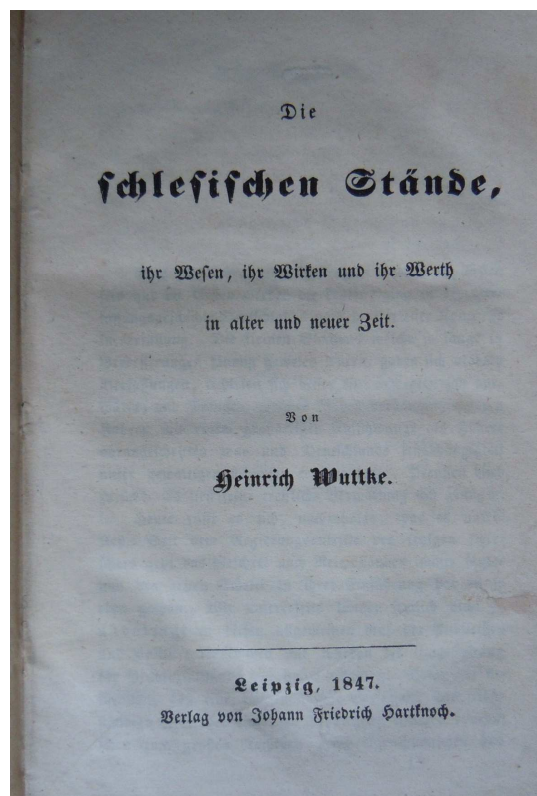 Die
schlesischen Stände,
ihr Wesen, ihr Wirken und ihr Werth
in alter und neuer Zeit.
Von
Heinrich Wuttke.
Leipzig, 1847.
Verlag von Johann Friedrich Hartknoch.